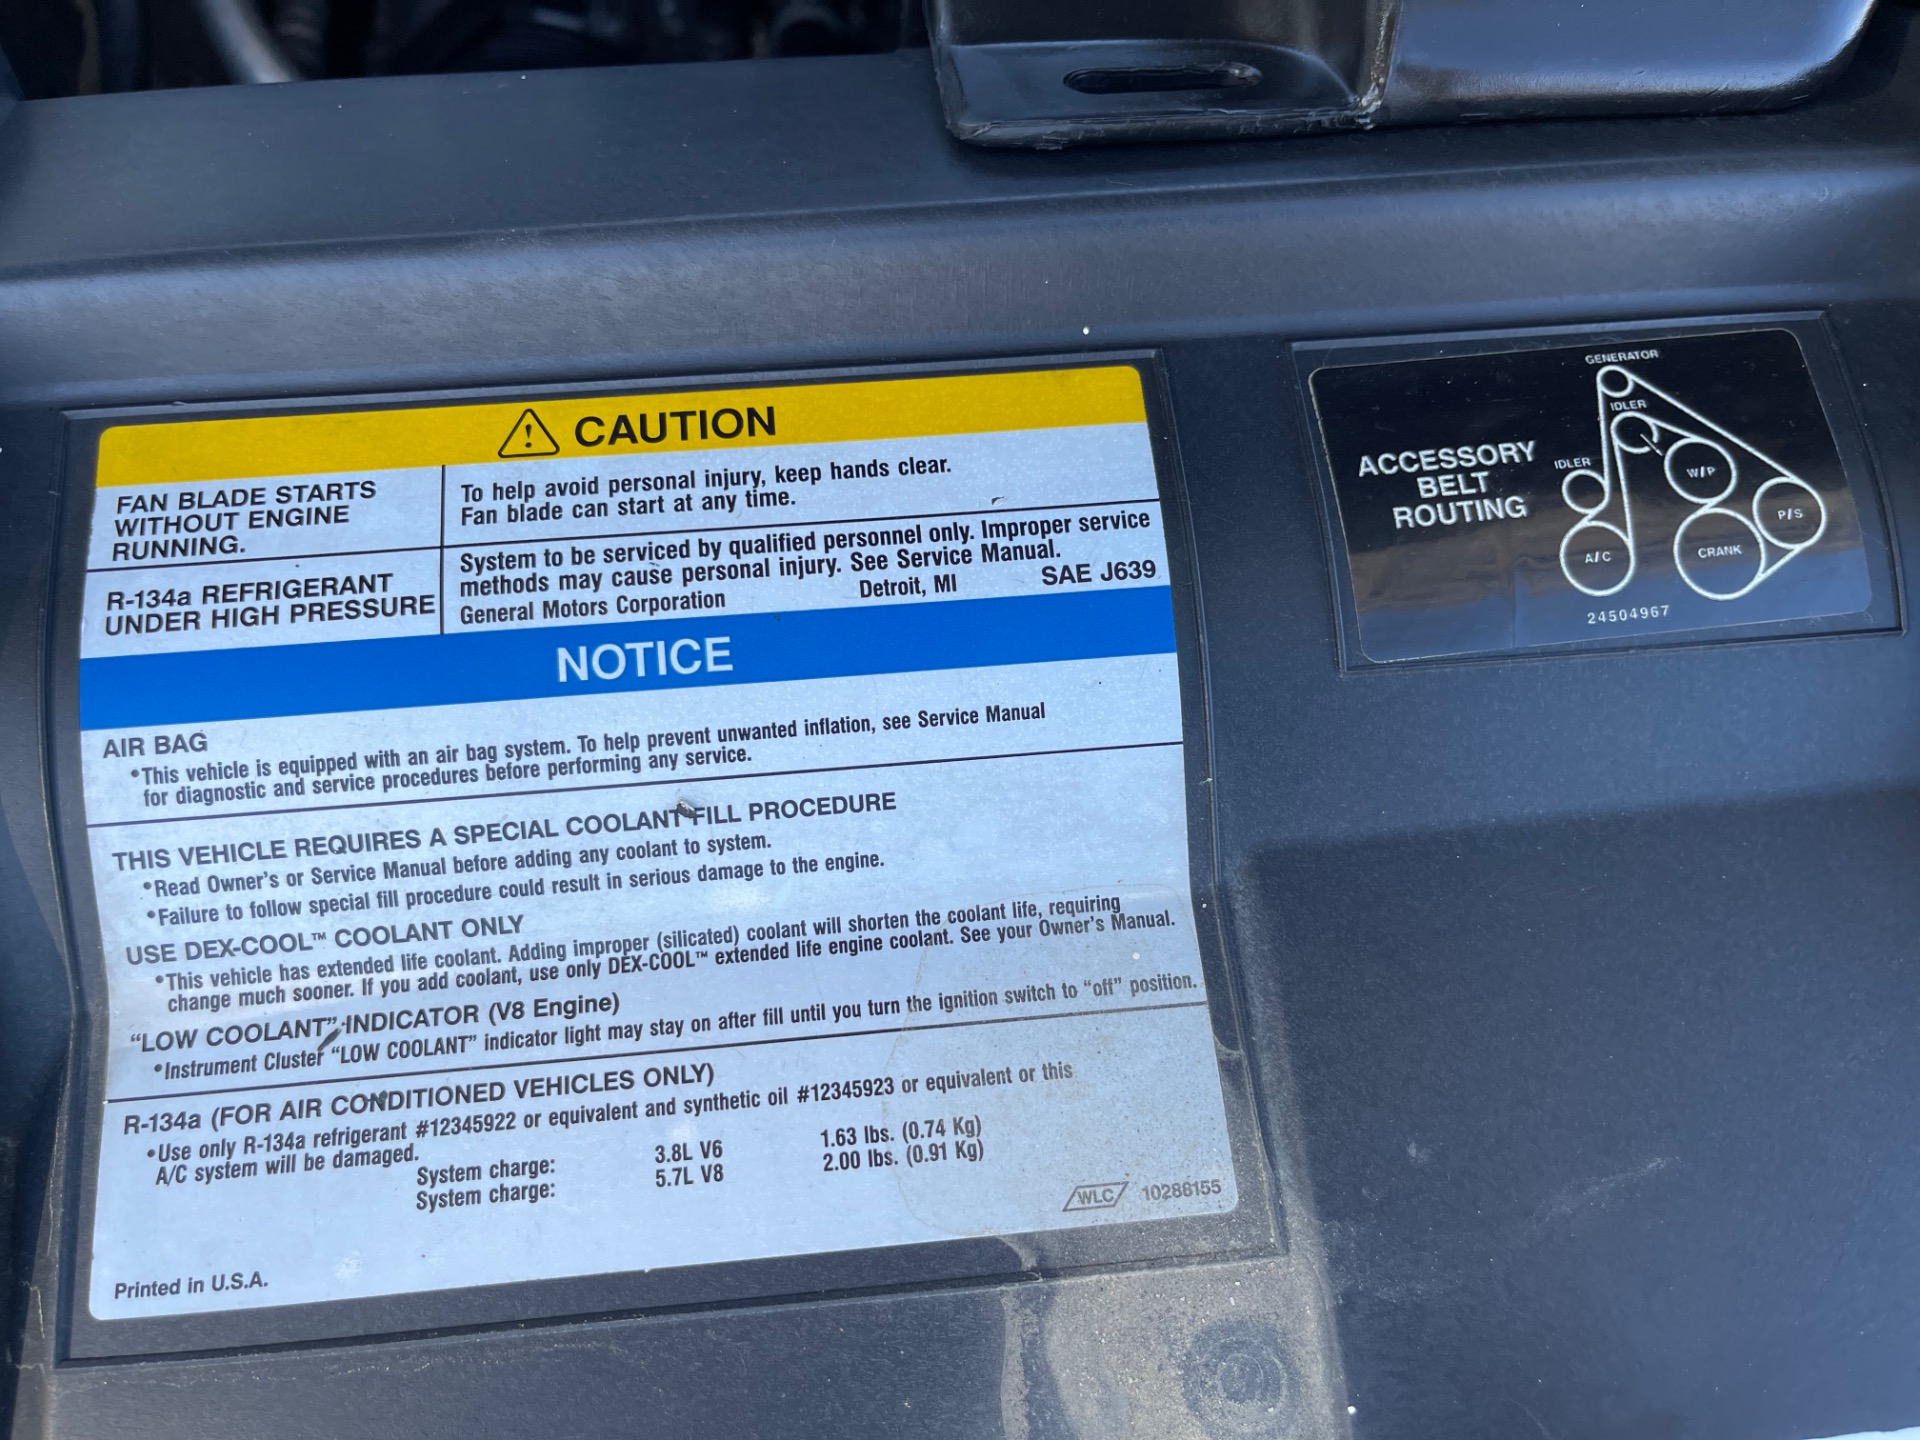 CAUTION
FAN BLADE STARTS
WITHOUT ENGINE
RUNNING.
To help avoid personal injury, keep hands clear.
Fan blade can start at any time.
R-134a REFRIGERANT
UNDER HIGH PRESSURE
System to be serviced by qualified personnel only. Improper service
methods may cause personal injury. See Service Manual.
General Motors Corporation Detroit, MI SAE J639
NOTICE
AIR BAG
•This vehicle is equipped with an air bag system. To help prevent unwanted inflation, see Service Manual
for diagnostic and service procedures before performing any service.
THIS VEHICLE REQUIRES A SPECIAL COOLANT FILL PROCEDURE
•Read Owner's or Service Manual before adding any coolant to system.
•Failure to follow special fill procedure could result in serious damage to the engine.
USE DEX-COOL™ COOLANT ONLY
•This vehicle has extended life coolant. Adding improper (silicated) coolant will shorten the coolant life, requiring
change much sooner. If you add coolant, use only DEX-COOL™ extended life engine coolant. See your Owner's Manual.
“LOW COOLANT” INDICATOR (V8 Engine)
•Instrument Cluster “LOW COOLANT” indicator light may stay on after fill until you turn the ignition switch to “off” position.
R-134a (FOR AIR CONDITIONED VEHICLES ONLY)
•Use only R-134a refrigerant #12345922 or equivalent and synthetic oil #12345923 or equivalent or this
A/C system will be damaged.
System charge: 3.8L V6 1.63 lbs. (0.74 Kg)
System charge: 5.7L V8 2.00 lbs. (0.91 Kg)
WLC 10286155
Printed in U.S.A.
ACCESSORY
BELT
ROUTING
GENERATOR
IDLER
IDLER
W/P
P/S
A/C
CRANK
24504967